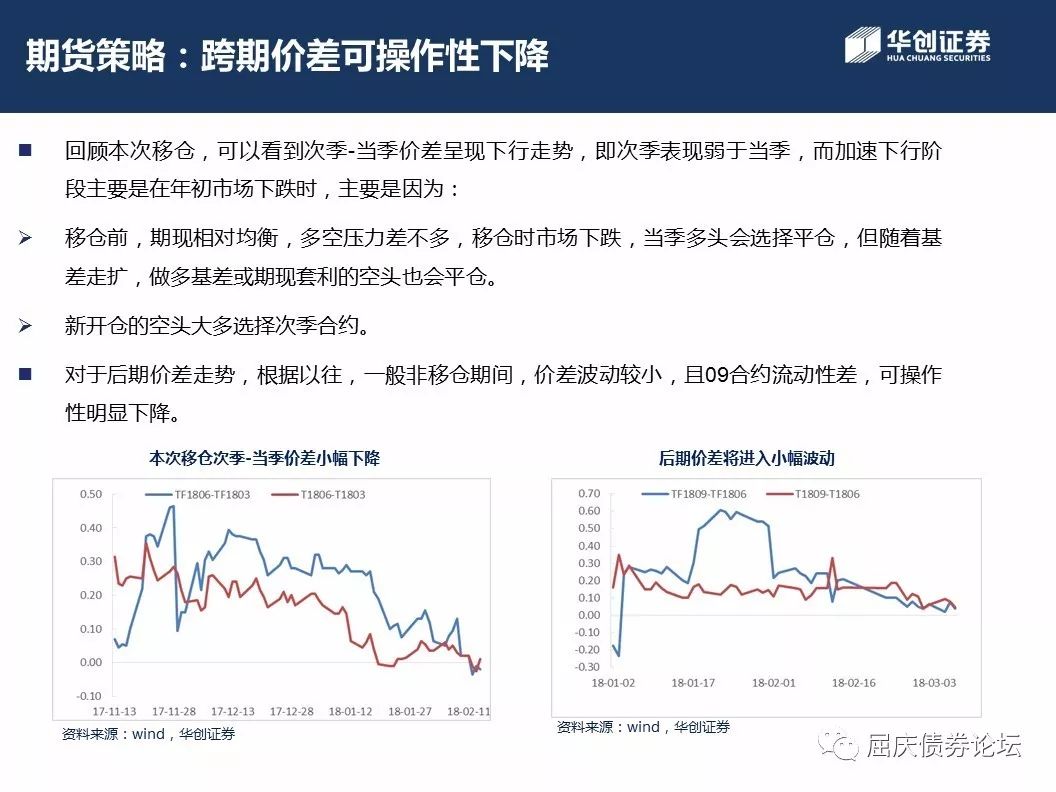 期货策略：跨期价差可操作性下降
华创证券
HUA CHUANG SECURITIES
回顾本次移仓，可以看到次季-当季价差呈现下行走势，即次季表现弱于当季，而加速下行阶
段主要是在年初市场下跌时，主要是因为：
移仓前，期现相对均衡，多空压力差不多，移仓时市场下跌，当季多头会选择平仓，但随着基
差走扩，做多基差或期现套利的空头也会平仓。
新开仓的空头大多选择次季合约。
对于后期价差走势，根据以往，一般非移仓期间，价差波动较小，且09合约流动性差，可操作
性明显下降。
本次移仓次季-当季价差小幅下降
TF1806-TF1803 T1806-T1803
0.50
0.40
0.30
0.20
0.10
0.00
-0.10
17-11-13 17-11-28 17-12-13 17-12-28 18-01-12 18-01-27 18-02-11
资料来源：wind，华创证券
后期价差将进入小幅波动
TF1809-TF1806 T1809-T1806
0.70
0.60
0.50
0.40
0.30
0.20
0.10
0.00
-0.10
-0.20
-0.30
18-01-02 18-01-17 18-02-01 18-02-16 18-03-03
资料来源：wind，华创证券
屈庆债券论坛